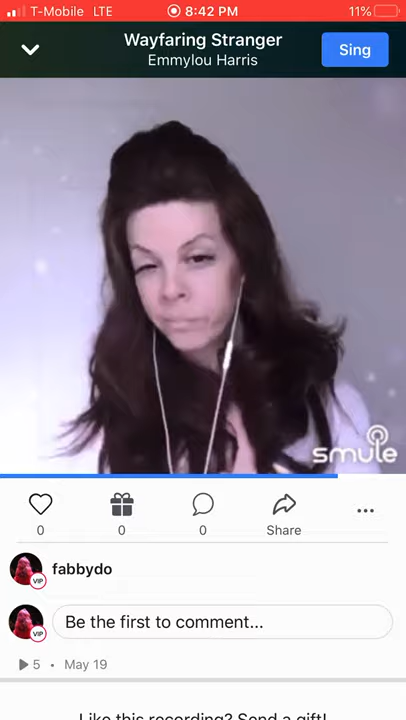 T-Mobile LTE 8:42 PM 11%
Wayfaring Stranger
Emmylou Harris
Sing
smule
0 0 0 Share
fabbydo
VIP
VIP
Be the first to comment...
5 • May 19
Like this recording? Send a gift!